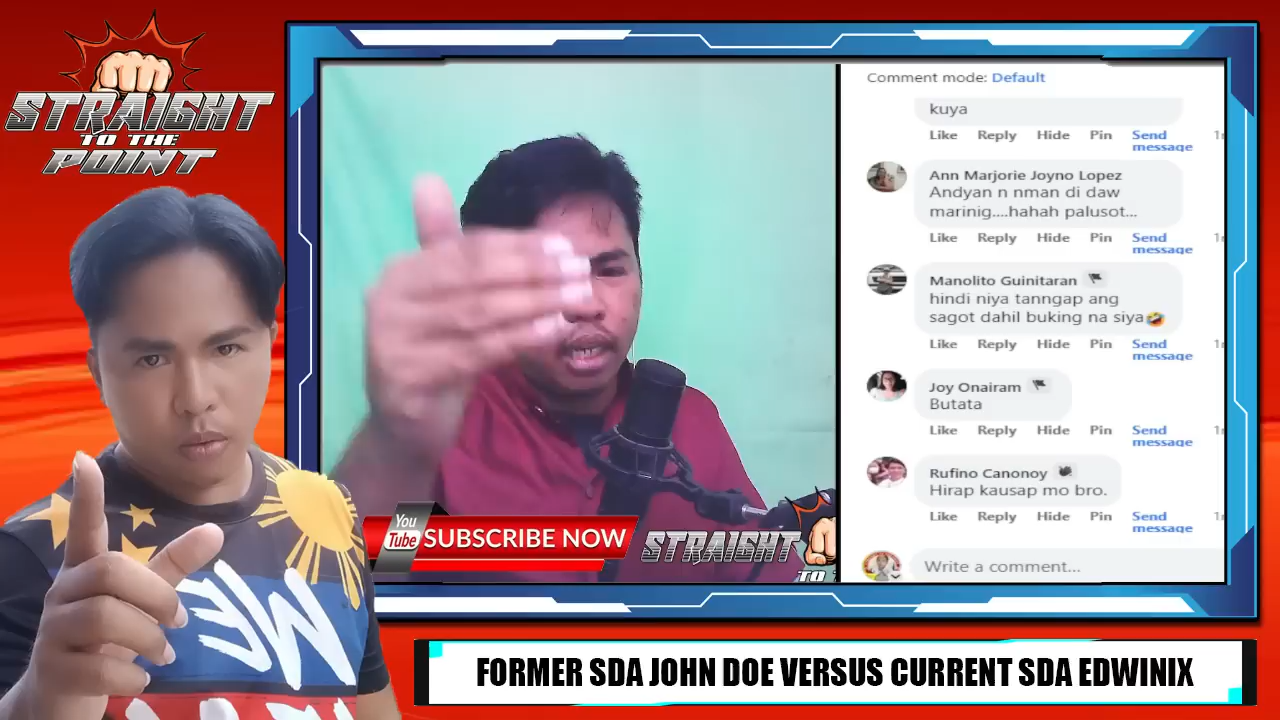 STRAIGHT
TO THE
POINT
Comment mode: Default
kuya
Like Reply Hide Pin Send message
Ann Marjorie Joyno Lopez
Andyan n nman di daw
marinig....hahah palusot...
Like Reply Hide Pin Send message
Manolito Guinitaran
hindi niya tanngap ang
sagot dahil buking na siya🤣
Like Reply Hide Pin Send message
Joy Onairam
Butata
Like Reply Hide Pin Send message
Rufino Canonoy
Hirap kausap mo bro.
Like Reply Hide Pin Send message
Write a comment...
You
Tube
SUBSCRIBE NOW
STRAIGHT
TO
ME
FORMER SDA JOHN DOE VERSUS CURRENT SDA EDWINIX